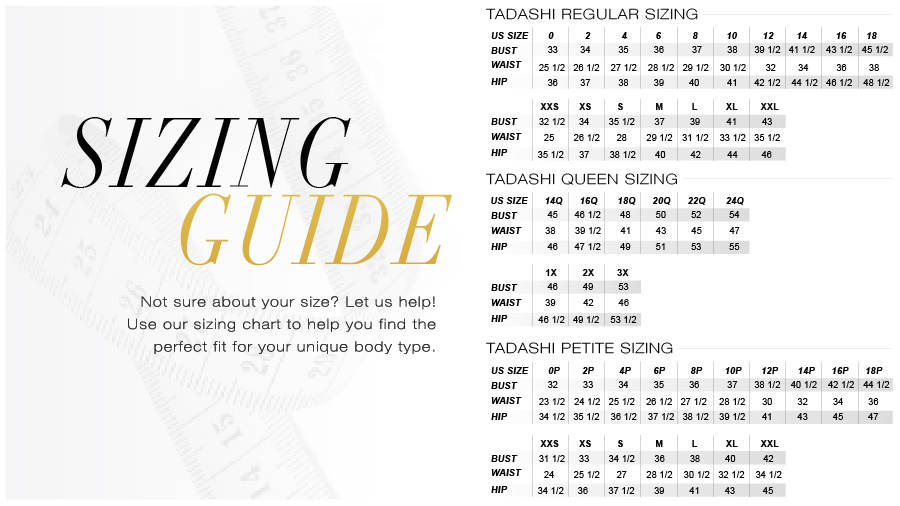 SIZING
GUIDE
Not sure about your size? Let us help!
Use our sizing chart to help you find the
perfect fit for your unique body type.
TADASHI REGULAR SIZING
US SIZE 0 2 4 6 8 10 12 14 16 18
BUST 33 34 35 36 37 38 39 1/2 41 1/2 43 1/2 45 1/2
WAIST 25 1/2 26 1/2 27 1/2 28 1/2 29 1/2 30 1/2 32 34 36 38
HIP 36 37 38 39 40 41 42 1/2 44 1/2 46 1/2 48 1/2
XXS XS S M L XL XXL
BUST 32 1/2 34 35 1/2 37 39 41 43
WAIST 25 26 1/2 28 29 1/2 31 1/2 33 1/2 35 1/2
HIP 35 1/2 37 38 1/2 40 42 44 46
TADASHI QUEEN SIZING
US SIZE 14Q 16Q 18Q 20Q 22Q 24Q
BUST 45 46 1/2 48 50 52 54
WAIST 38 39 1/2 41 43 45 47
HIP 46 47 1/2 49 51 53 55
1X 2X 3X
BUST 46 49 53
WAIST 39 42 46
HIP 46 1/2 49 1/2 53 1/2
TADASHI PETITE SIZING
US SIZE 0P 2P 4P 6P 8P 10P 12P 14P 16P 18P
BUST 32 33 34 35 36 37 38 1/2 40 1/2 42 1/2 44 1/2
WAIST 23 1/2 24 1/2 25 1/2 26 1/2 27 1/2 28 1/2 30 32 34 36
HIP 34 1/2 35 1/2 36 1/2 37 1/2 38 1/2 39 1/2 41 43 45 47
XXS XS S M L XL XXL
BUST 31 1/2 33 34 1/2 36 38 40 42
WAIST 24 25 1/2 27 28 1/2 30 1/2 32 1/2 34 1/2
HIP 34 1/2 36 37 1/2 39 41 43 45